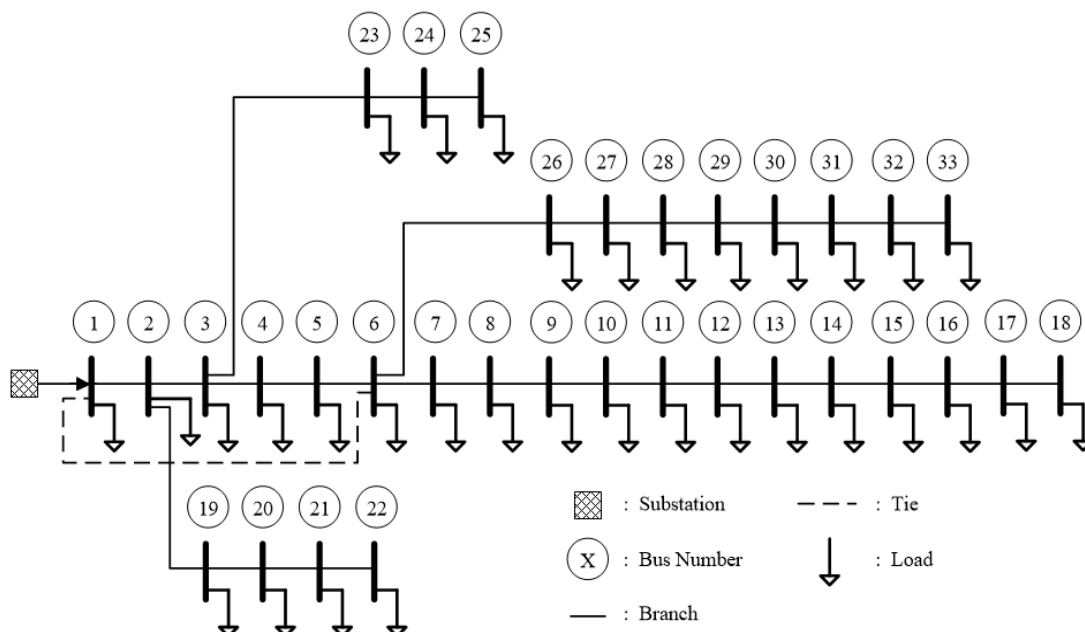 23 24 25
26 27 28 29 30 31 32 33
1 2 3 4 5 6 7 8 9 10 11 12 13 14 15 16 17 18
19 20 21 22
: Substation
: Tie
X : Bus Number
: Load
: Branch